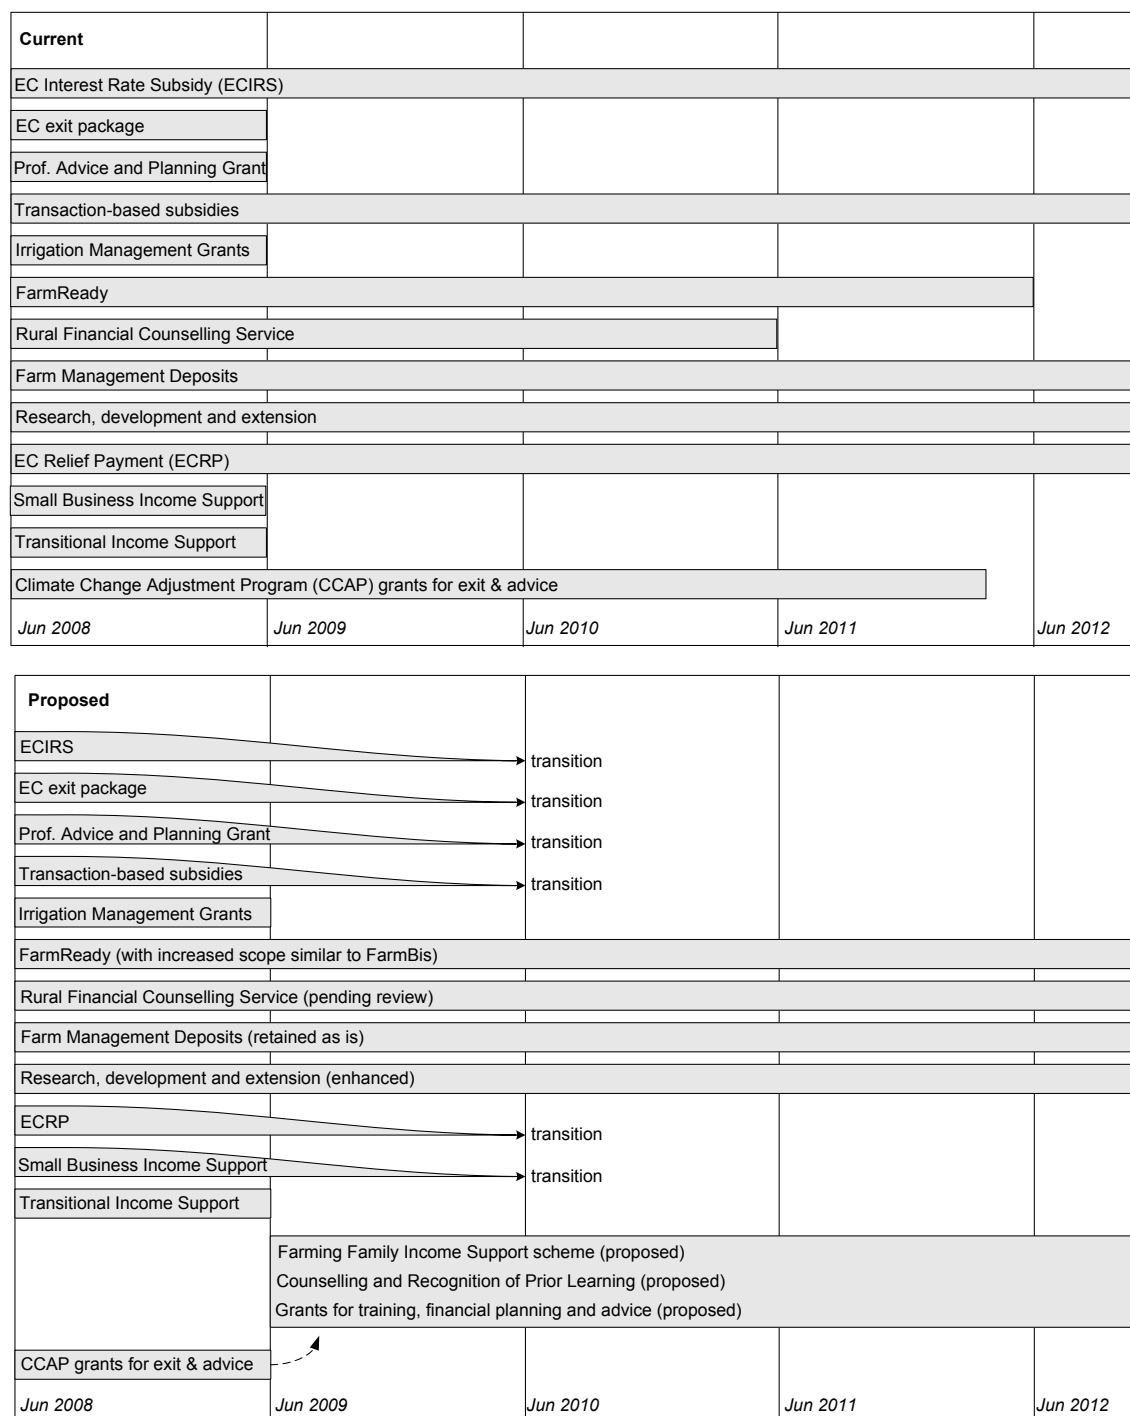 Current
EC Interest Rate Subsidy (ECIRS)
EC exit package
Prof. Advice and Planning Grant
Transaction-based subsidies
Irrigation Management Grants
FarmReady
Rural Financial Counselling Service
Farm Management Deposits
Research, development and extension
EC Relief Payment (ECRP)
Small Business Income Support
Transitional Income Support
Climate Change Adjustment Program (CCAP) grants for exit & advice
Jun 2008 Jun 2009 Jun 2010 Jun 2011 Jun 2012
Proposed
ECIRS
transition
EC exit package
transition
Prof. Advice and Planning Grant
transition
Transaction-based subsidies
transition
Irrigation Management Grants
FarmReady (with increased scope similar to FarmBis)
Rural Financial Counselling Service (pending review)
Farm Management Deposits (retained as is)
Research, development and extension (enhanced)
ECRP
transition
Small Business Income Support
transition
Transitional Income Support
Farming Family Income Support scheme (proposed)
Counselling and Recognition of Prior Learning (proposed)
Grants for training, financial planning and advice (proposed)
CCAP grants for exit & advice
Jun 2008 Jun 2009 Jun 2010 Jun 2011 Jun 2012